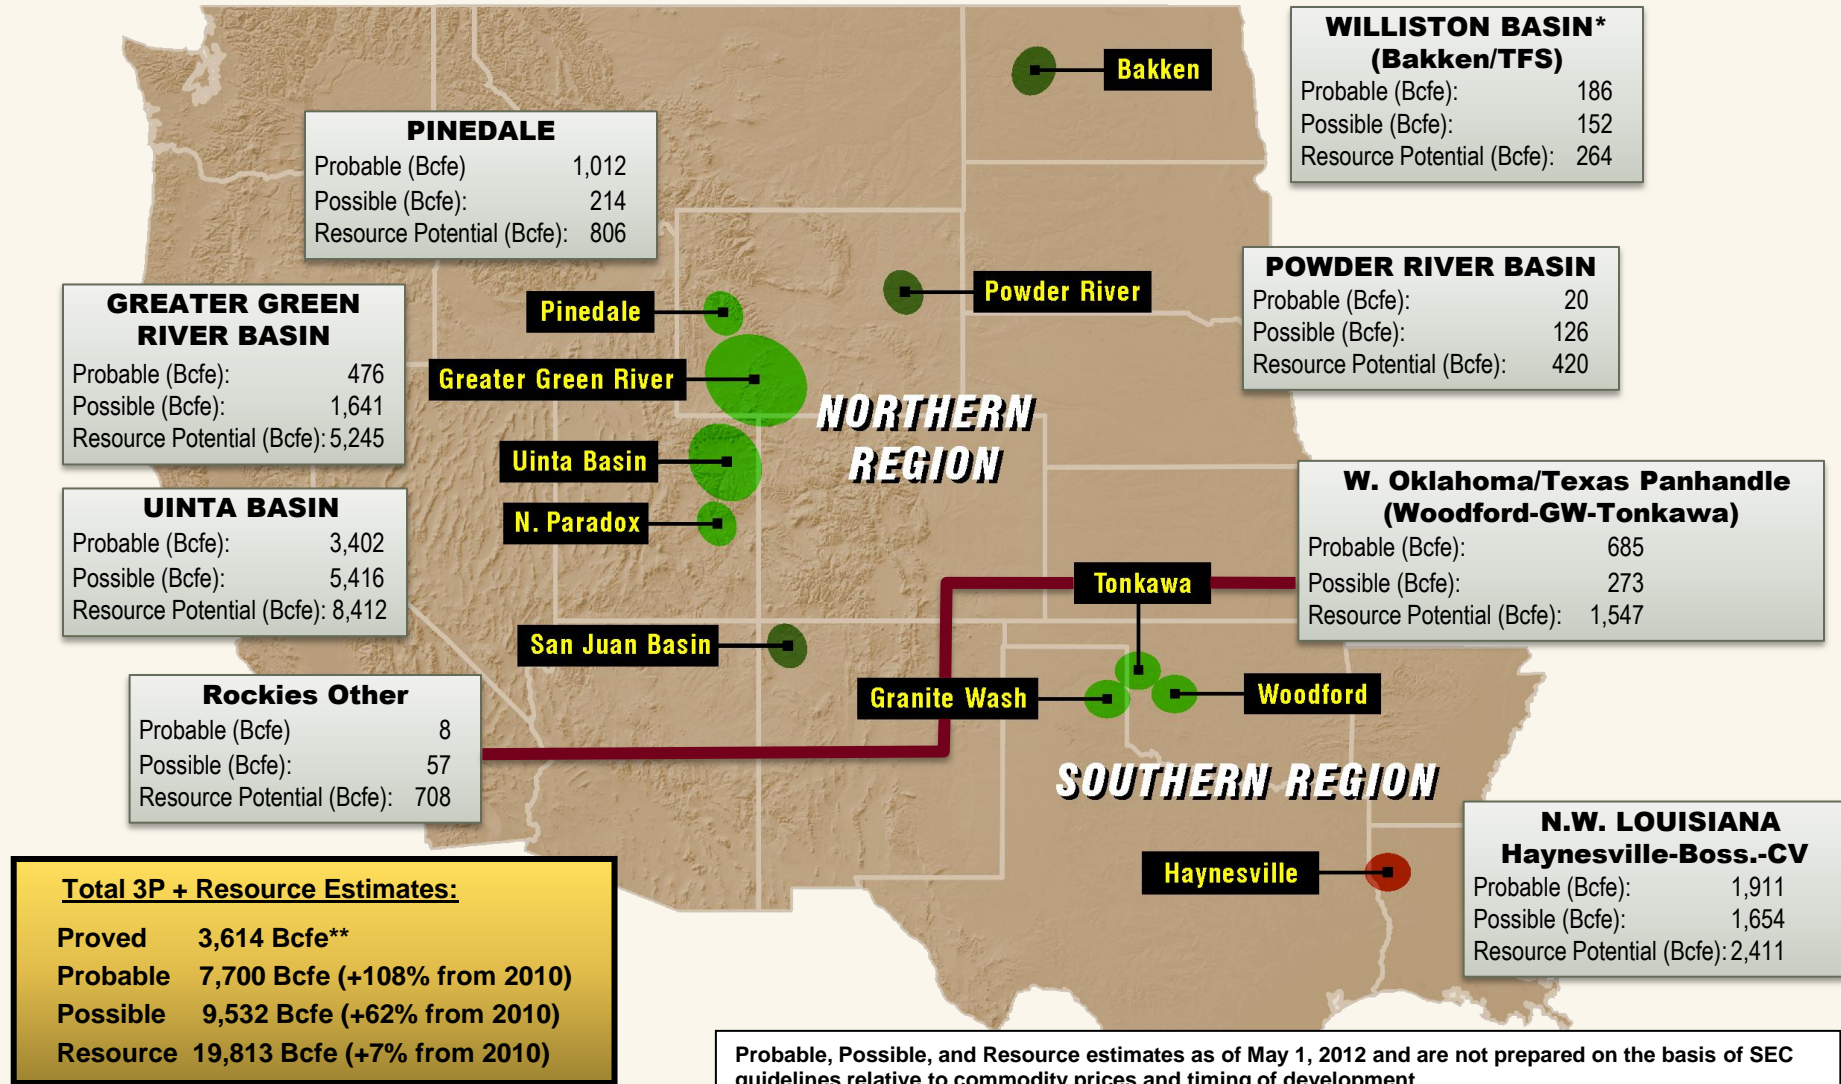 WILLISTON BASIN*
(Bakken/TFS)
Probable (Bcfe): 186
Possible (Bcfe): 152
Resource Potential (Bcfe): 264
Bakken
PINEDALE
Probable (Bcfe) 1,012
Possible (Bcfe): 214
Resource Potential (Bcfe): 806
POWDER RIVER BASIN
Probable (Bcfe): 20
Possible (Bcfe): 126
Resource Potential (Bcfe): 420
Powder River
Pinedale
GREATER GREEN
RIVER BASIN
Probable (Bcfe): 476
Possible (Bcfe): 1,641
Resource Potential (Bcfe): 5,245
Greater Green River
NORTHERN
REGION
Uinta Basin
N. Paradox
UINTA BASIN
Probable (Bcfe): 3,402
Possible (Bcfe): 5,416
Resource Potential (Bcfe): 8,412
W. Oklahoma/Texas Panhandle
(Woodford-GW-Tonkawa)
Probable (Bcfe): 685
Possible (Bcfe): 273
Resource Potential (Bcfe): 1,547
Tonkawa
San Juan Basin
Granite Wash
Woodford
Rockies Other
Probable (Bcfe) 8
Possible (Bcfe): 57
Resource Potential (Bcfe): 708
SOUTHERN REGION
N.W. LOUISIANA
Haynesville-Boss.-CV
Probable (Bcfe): 1,911
Possible (Bcfe): 1,654
Resource Potential (Bcfe): 2,411
Haynesville
Total 3P + Resource Estimates:
Proved 3,614 Bcfe**
Probable 7,700 Bcfe (+108% from 2010)
Possible 9,532 Bcfe (+62% from 2010)
Resource 19,813 Bcfe (+7% from 2010)
Probable, Possible, and Resource estimates as of May 1, 2012 and are not prepared on the basis of SEC
guidelines relative to commodity prices and timing of development